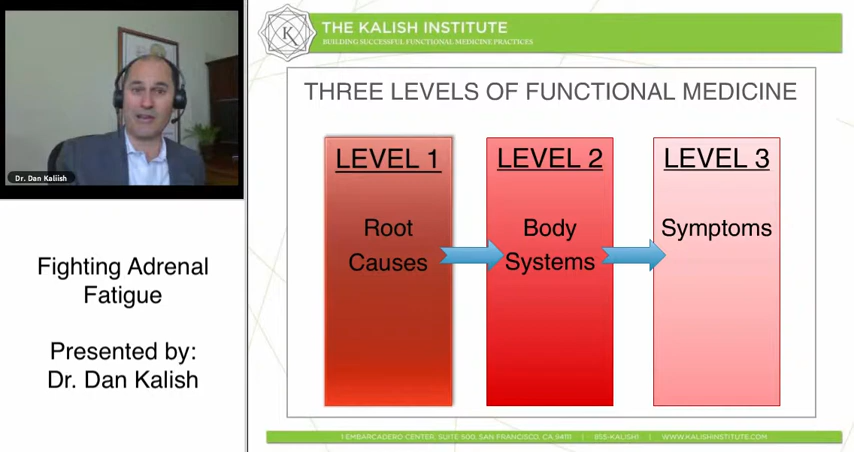 Dr. Dan Kaliish
Fighting Adrenal
Fatigue
Presented by:
Dr. Dan Kalish
THE KALISH INSTITUTE
BUILDING SUCCESSFUL FUNCTIONAL MEDICINE PRACTICES
K
THREE LEVELS OF FUNCTIONAL MEDICINE
LEVEL 1
Root
Causes
LEVEL 2
Body
Systems
LEVEL 3
Symptoms
1 EMBARCADERO CENTER, SUITE 500, SAN FRANCISCO, CA 94111 | 855-KALISH1 | WWW.KALISHINSTITUTE.COM